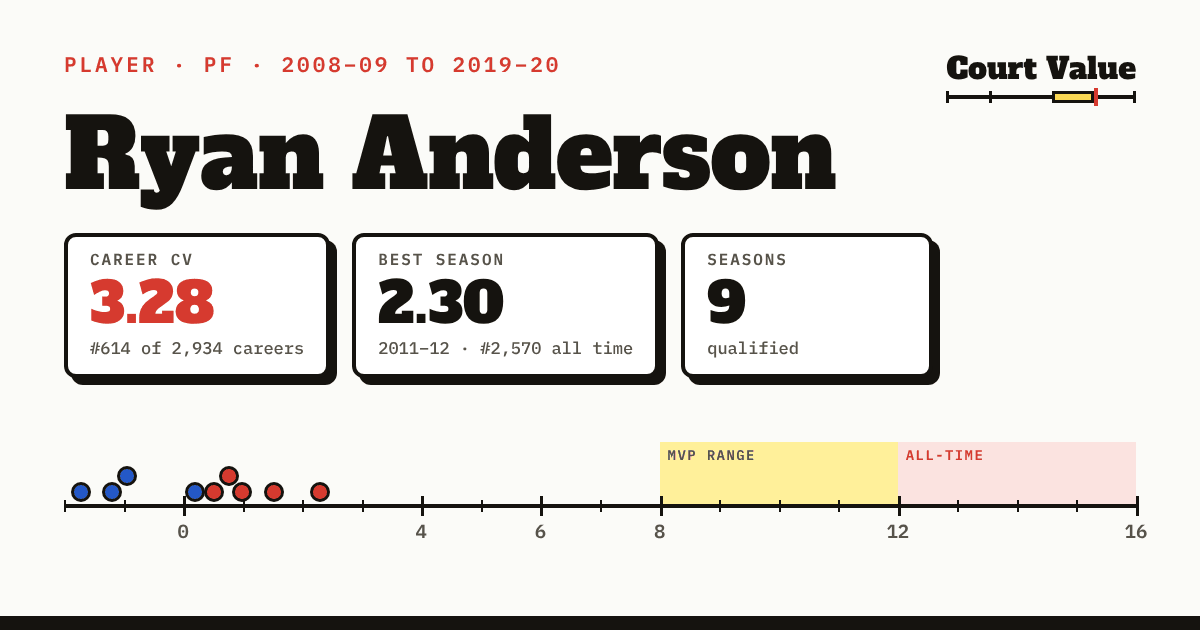 PLAYER · PF · 2008–09 TO 2019–20
Court Value
Ryan Anderson
CAREER CV
3.28
#614 of 2,934 careers
BEST SEASON
2.30
2011–12 · #2,570 all time
SEASONS
9
qualified
MVP RANGE
ALL-TIME
0 4 6 8 12 16